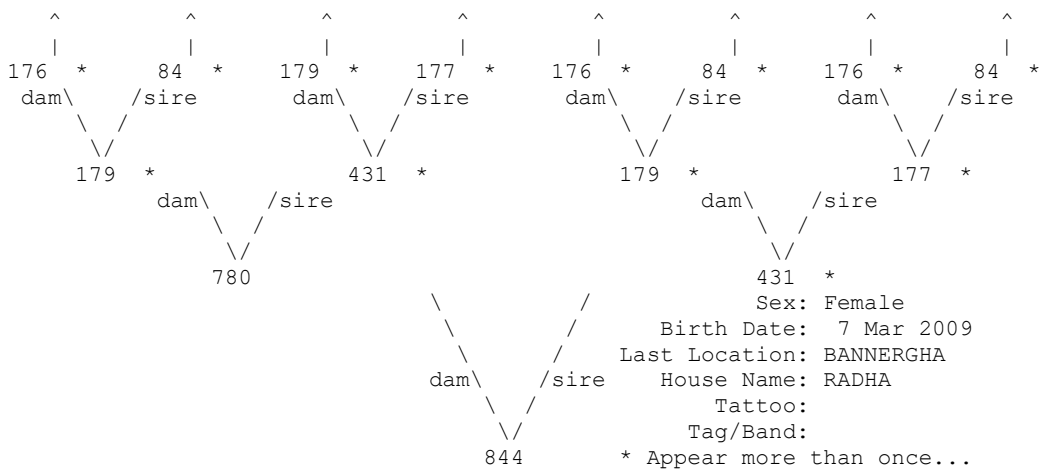 ^ ^ ^ ^ ^ ^ ^ ^
| | | | | | | |
176 * 84 * 179 * 177 * 176 * 84 * 176 * 84 *
dam\ /sire dam\ /sire dam\ /sire dam\ /sire
\ / \ / \ / \ /
\/ \/ \/ \/
179 * 431 * 179 * 177 *
dam\ /sire dam\ /sire
\ / \ /
\/ \/
780 431 *
\ / Sex: Female
\ / Birth Date: 7 Mar 2009
\ / Last Location: BANNERGHA
dam\ /sire House Name: RADHA
\ / Tattoo:
\/ Tag/Band:
844 * Appear more than once...